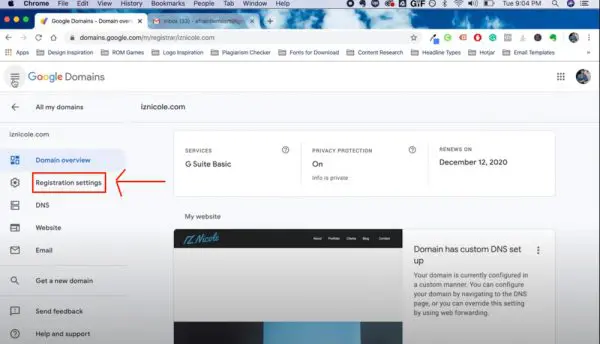 Chrome File Edit View History Bookmarks People Tab Window Help
GIF
Tue 9:04 PM
Google Domains - Domain overv
domains.google.com/m/registrar/iznicole.com
Apps
Design Inspiration
ROM Games
Logo Inspiration
Plagiarism Checker
Fonts for Download
Content Research
Headline Types
Hotjar
Email Templates
Google Domains
All my domains
iznicole.com
iznicole.com
Domain overview
Registration settings
DNS
Website
Email
Get a new domain
Send feedback
Help and support
SERVICES
G Suite Basic
PRIVACY PROTECTION
On
Info is private
RENEWS ON
December 12, 2020
My website
IZ Nicole
About Portfolio Clients Blog Contact
Domain has custom DNS set
up
Your domain is currently configured in
a custom manner. You can configure
your domain by navigating to the DNS
page, or you can override this setting
by using web forwarding.